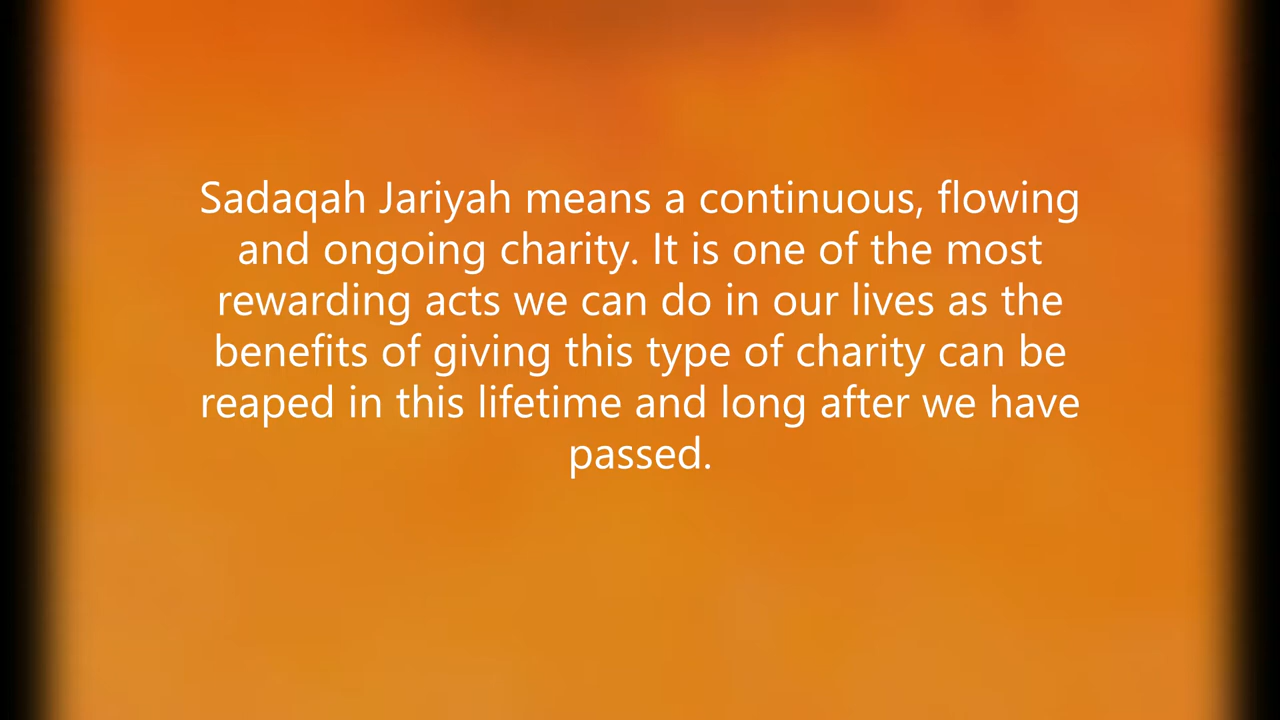 Sadaqah Jariyah means a continuous, flowing
and ongoing charity. It is one of the most
rewarding acts we can do in our lives as the
benefits of giving this type of charity can be
reaped in this lifetime and long after we have
passed.